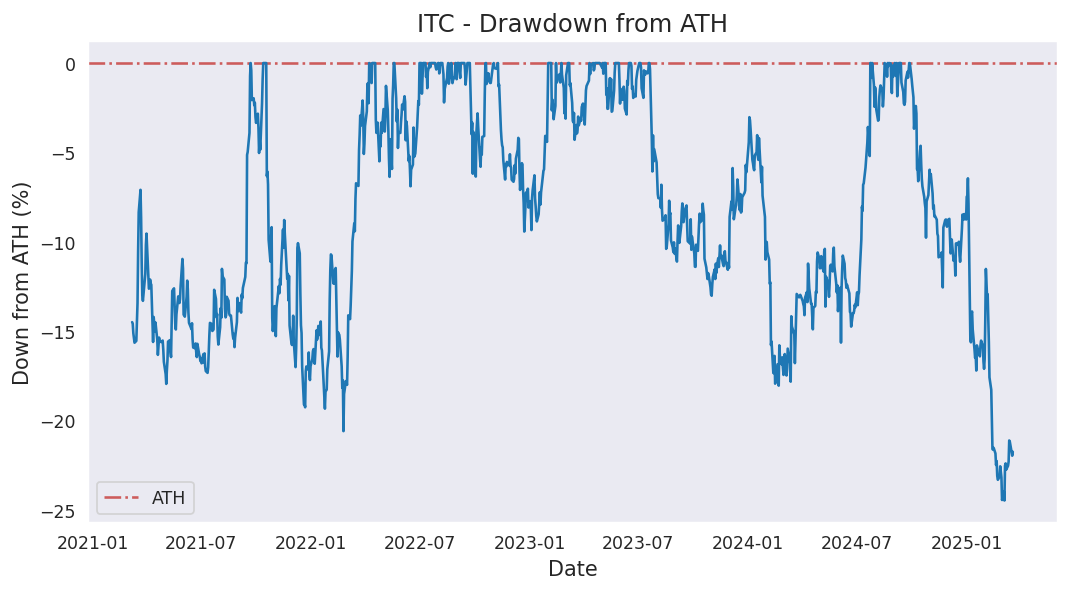 ITC - Drawdown from ATH
Down from ATH (%)
0
−5
−10
−15
−20
−25
ATH
2021-01 2021-07 2022-01 2022-07 2023-01 2023-07 2024-01 2024-07 2025-01
Date